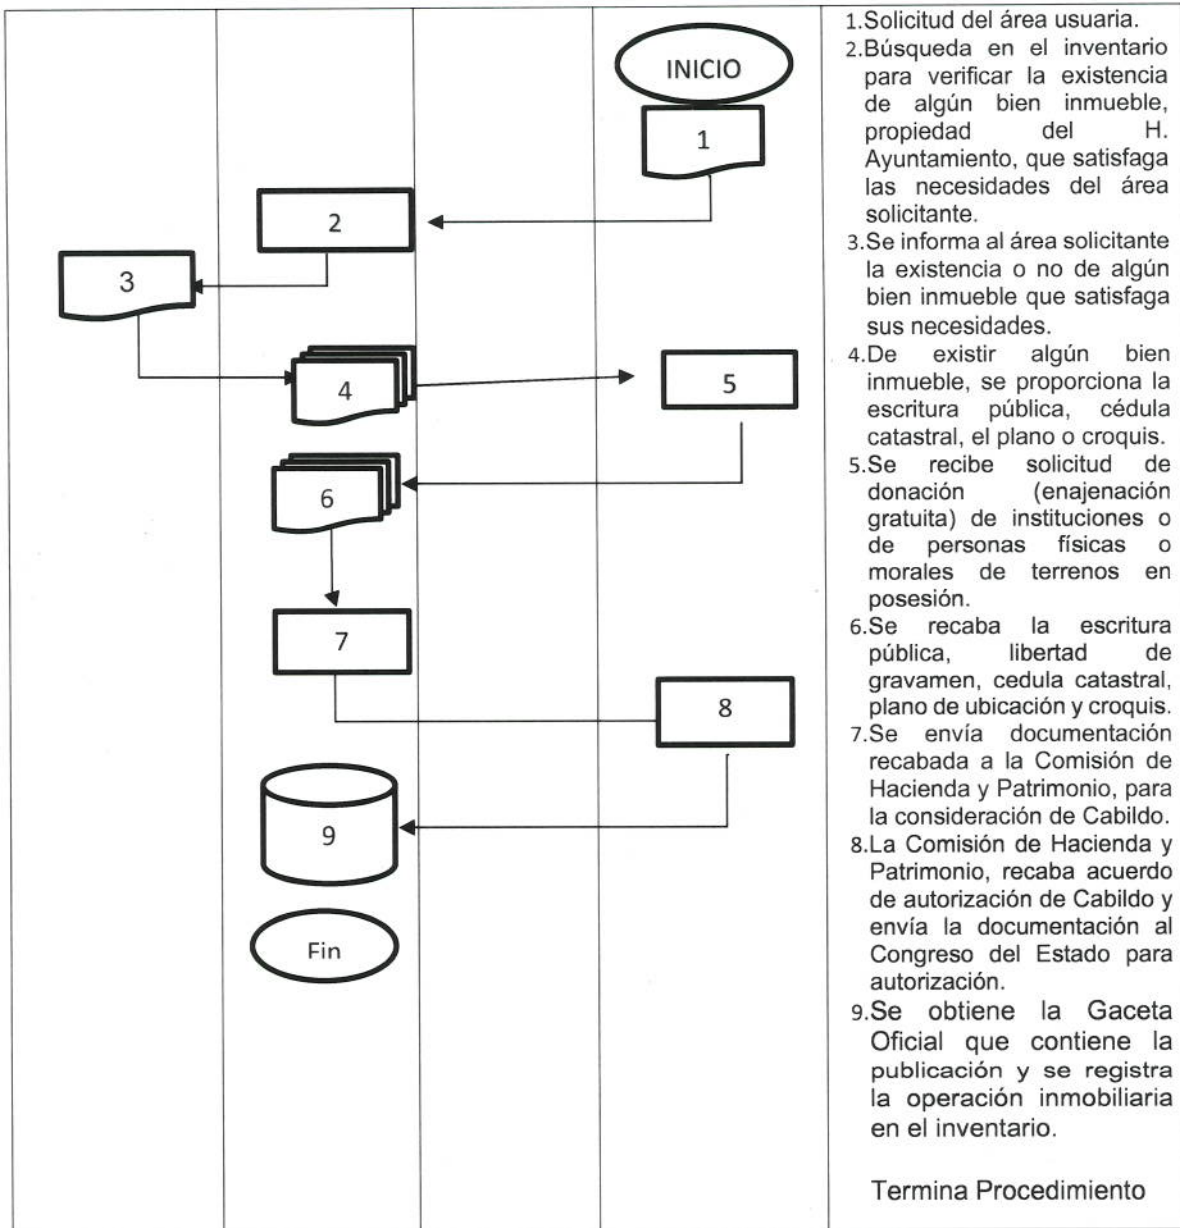 INICIO
1
2
3
4
5
6
7
8
9
Fin
1.Solicitud del área usuaria.
2.Búsqueda en el inventario
para verificar la existencia
de algún bien inmueble,
propiedad del H.
Ayuntamiento, que satisfaga
las necesidades del área
solicitante.
3.Se informa al área solicitante
la existencia o no de algún
bien inmueble que satisfaga
sus necesidades.
4.De existir algún bien
inmueble, se proporciona la
escritura pública, cédula
catastral, el plano o croquis.
5.Se recibe solicitud de
donación (enajenación
gratuita) de instituciones o
de personas físicas o
morales de terrenos en
posesión.
6.Se recaba la escritura
pública, libertad de
gravamen, cedula catastral,
plano de ubicación y croquis.
7.Se envía documentación
recabada a la Comisión de
Hacienda y Patrimonio, para
la consideración de Cabildo.
8.La Comisión de Hacienda y
Patrimonio, recaba acuerdo
de autorización de Cabildo y
envía la documentación al
Congreso del Estado para
autorización.
9.Se obtiene la Gaceta
Oficial que contiene la
publicación y se registra
la operación inmobiliaria
en el inventario.
Termina Procedimiento